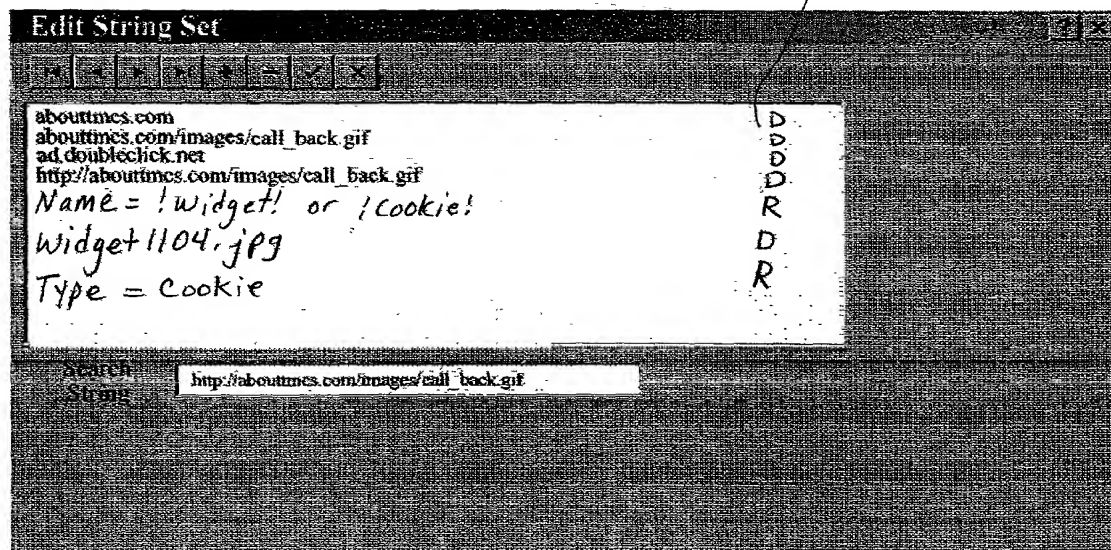 Edit String Set
? ×
abouttmcs.com D
abouttmcs.com/images/call_back.gif D
ad.doubleclick.net D
http://abouttmcs.com/images/call_back.gif D
Name = !widget! or !Cookie! R
widget1104.jpg D
Type = Cookie R
Search
String
http://abouttmcs.com/images/call_back.gif